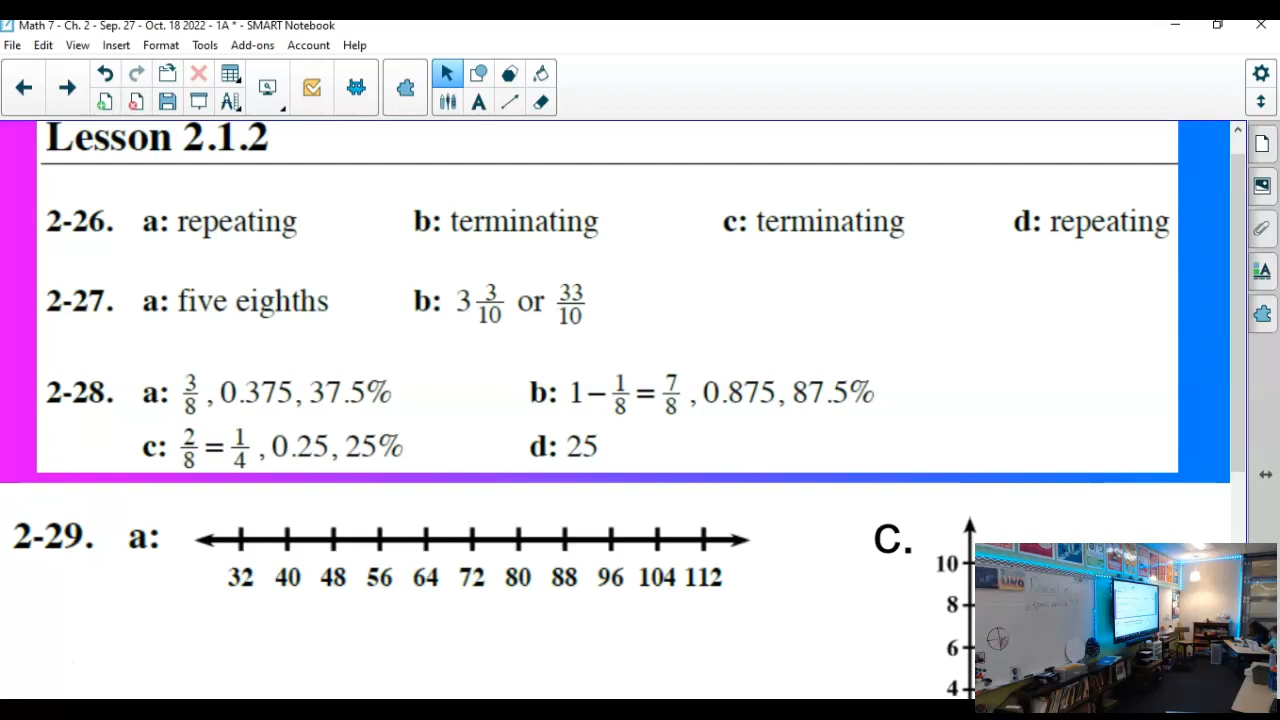 Math 7 - Ch. 2 - Sep. 27 - Oct. 18 2022 - 1A * - SMART Notebook
File Edit View Insert Format Tools Add-ons Account Help
Lesson 2.1.2
2-26. a: repeating b: terminating c: terminating d: repeating
2-27. a: five eighths b: 3 3/10 or 33/10
2-28. a: 3/8 , 0.375, 37.5% b: 1 – 1/8 = 7/8 , 0.875, 87.5%
c: 2/8 = 1/4 , 0.25, 25% d: 25
2-29. a: C.
32 40 48 56 64 72 80 88 96 104 112
10
8
6
4